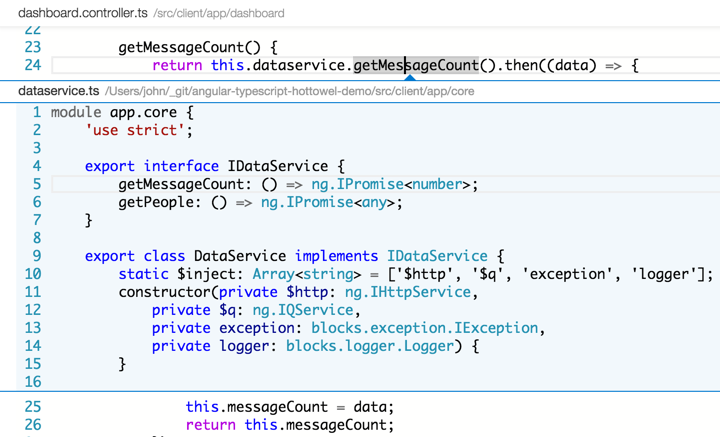 dashboard.controller.ts /src/client/app/dashboard
22
23 getMessageCount() {
24 return this.dataservice.getMessageCount().then((data) => {
dataservice.ts /Users/john/_git/angular-typescript-hottowel-demo/src/client/app/core
1 module app.core {
2 'use strict';
3
4 export interface IDataService {
5 getMessageCount: () => ng.IPromise<number>;
6 getPeople: () => ng.IPromise<any>;
7 }
8
9 export class DataService implements IDataService {
10 static $inject: Array<string> = ['$http', '$q', 'exception', 'logger'];
11 constructor(private $http: ng.IHttpService,
12 private $q: ng.IQService,
13 private exception: blocks.exception.IException,
14 private logger: blocks.logger.Logger) {
15 }
16
25 this.messageCount = data;
26 return this.messageCount;